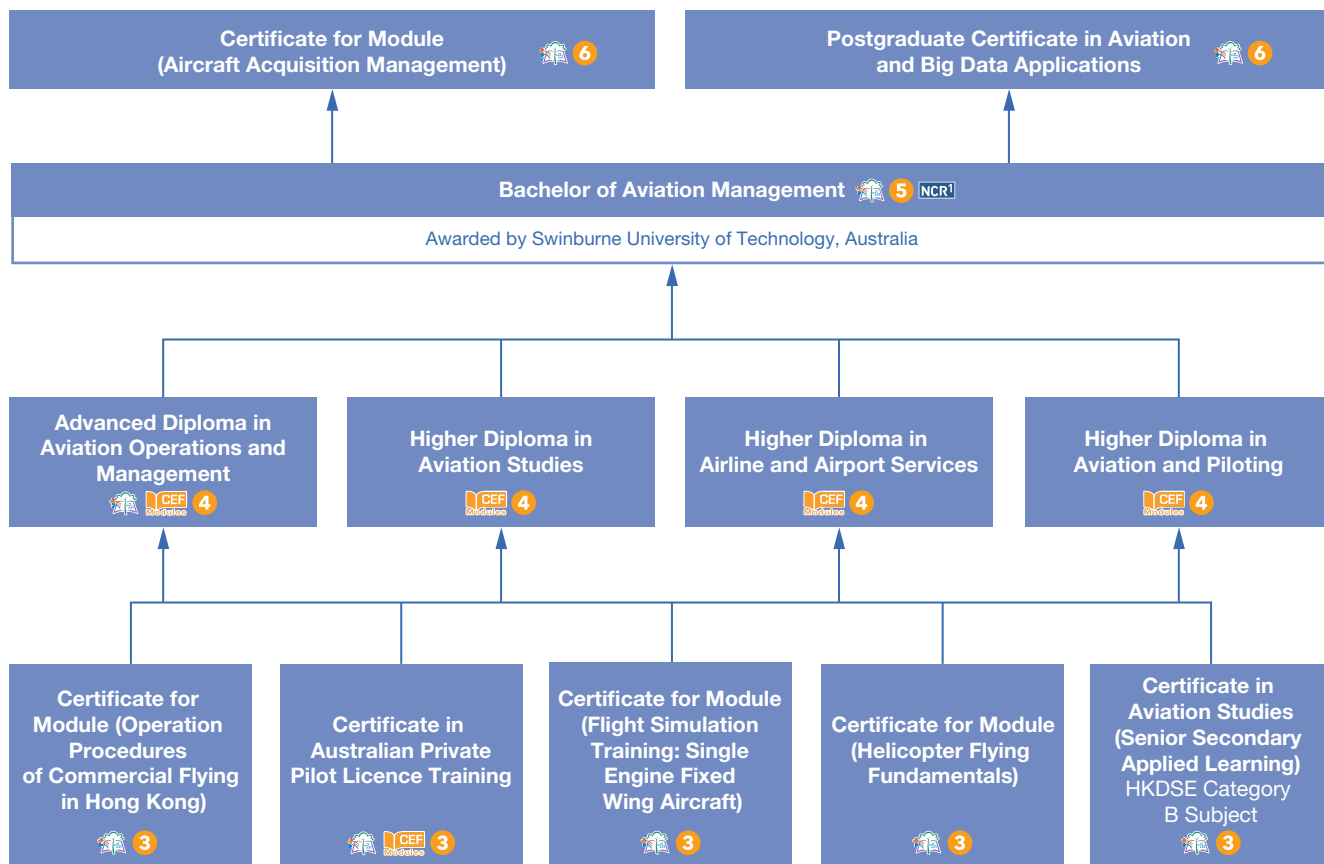 Certificate for Module
(Aircraft Acquisition Management)
6
Postgraduate Certificate in Aviation
and Big Data Applications
6
Bachelor of Aviation Management 5 NCR¹
Awarded by Swinburne University of Technology, Australia
Advanced Diploma in
Aviation Operations and
Management
CEF
Modules
4
Higher Diploma in
Aviation Studies
CEF
Modules
4
Higher Diploma in
Airline and Airport Services
CEF
Modules
4
Higher Diploma in
Aviation and Piloting
CEF
Modules
4
Certificate for
Module (Operation
Procedures
of Commercial Flying
in Hong Kong)
3
Certificate in
Australian Private
Pilot Licence Training
CEF
Modules
3
Certificate for Module
(Flight Simulation
Training: Single
Engine Fixed
Wing Aircraft)
3
Certificate for Module
(Helicopter Flying
Fundamentals)
3
Certificate in
Aviation Studies
(Senior Secondary
Applied Learning)
HKDSE Category
B Subject
3